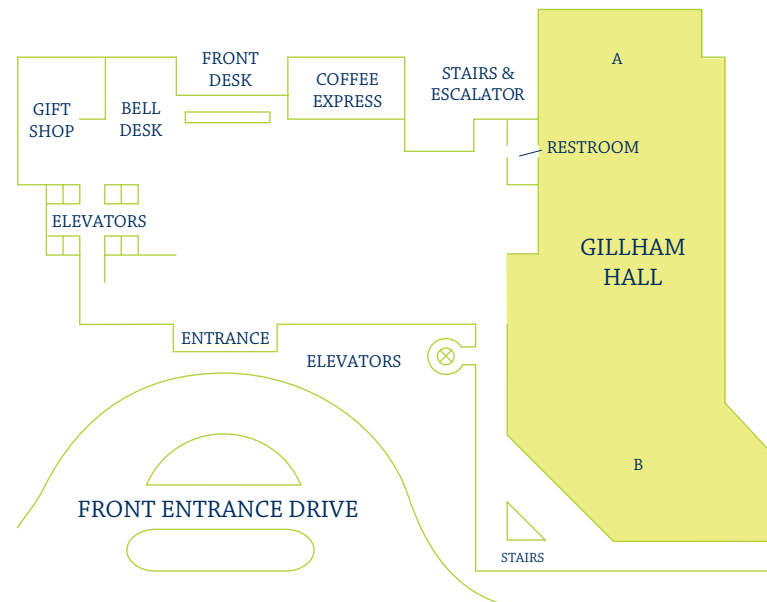 A
FRONT
DESK
COFFEE
EXPRESS
STAIRS &
ESCALATOR
GIFT
SHOP
BELL
DESK
RESTROOM
ELEVATORS
GILLHAM
HALL
ENTRANCE
ELEVATORS
B
FRONT ENTRANCE DRIVE
STAIRS